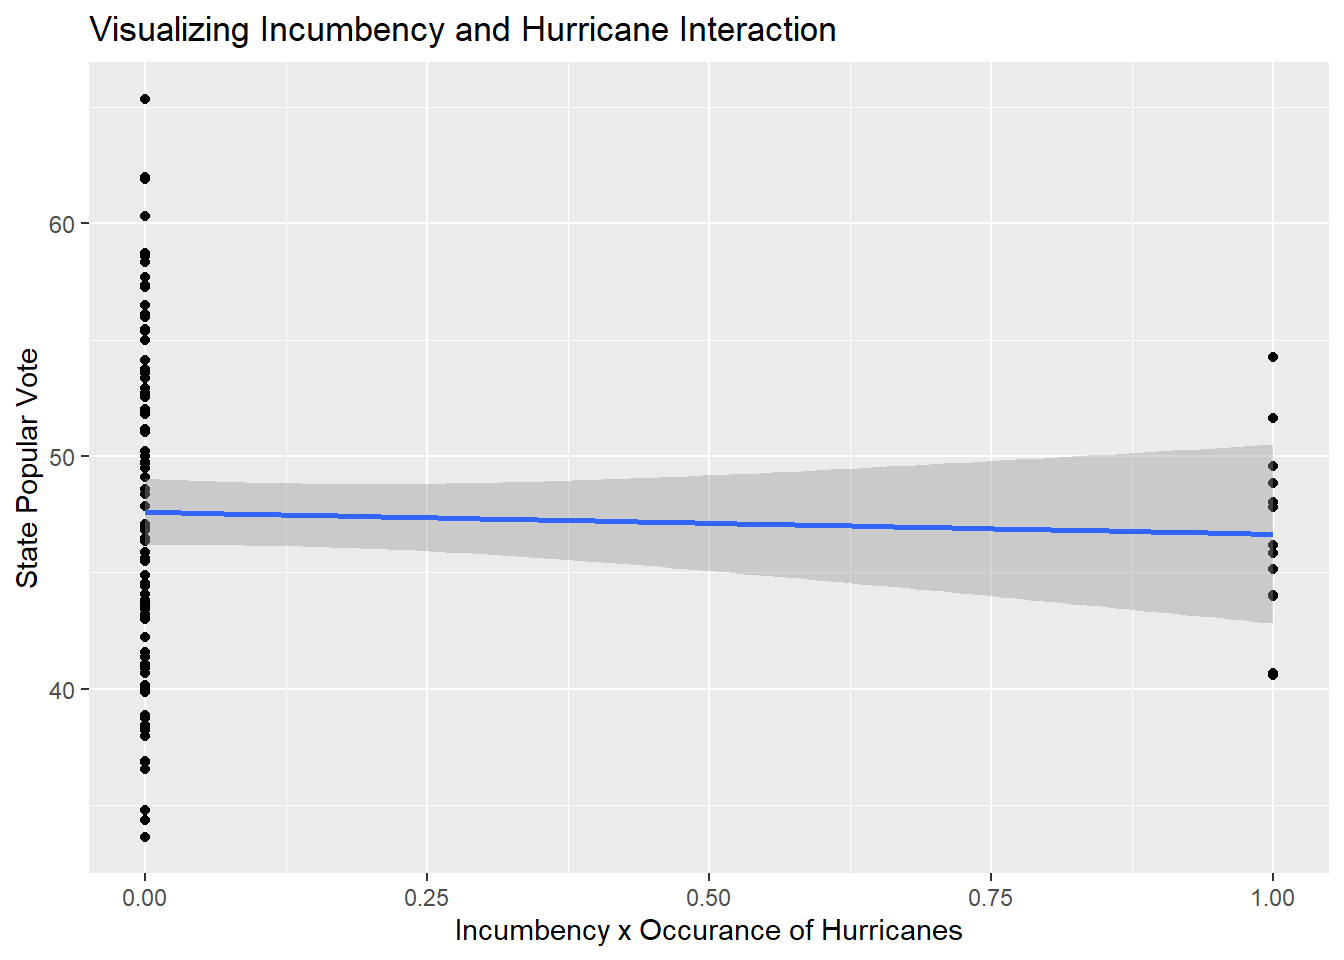 Visualizing Incumbency and Hurricane Interaction
State Popular Vote
60
50
40
0.00 0.25 0.50 0.75 1.00
Incumbency x Occurance of Hurricanes